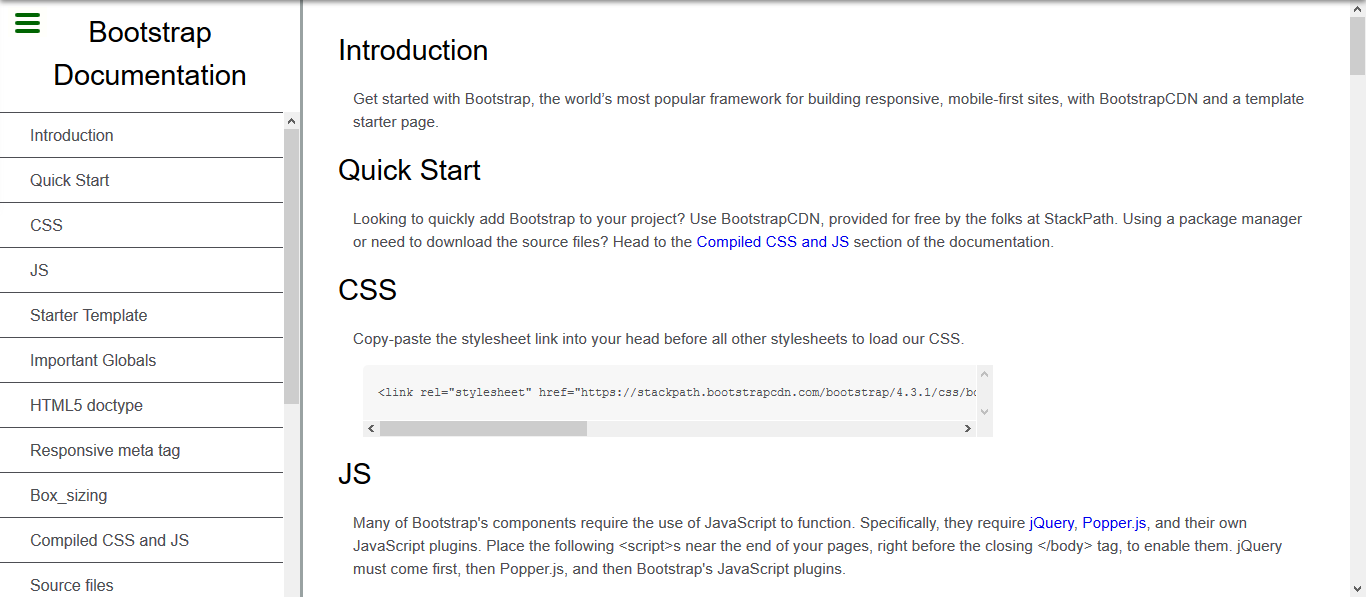 Bootstrap
Documentation
Introduction
Quick Start
CSS
JS
Starter Template
Important Globals
HTML5 doctype
Responsive meta tag
Box_sizing
Compiled CSS and JS
Source files
Introduction
Get started with Bootstrap, the world’s most popular framework for building responsive, mobile-first sites, with BootstrapCDN and a template
starter page.
Quick Start
Looking to quickly add Bootstrap to your project? Use BootstrapCDN, provided for free by the folks at StackPath. Using a package manager
or need to download the source files? Head to the Compiled CSS and JS section of the documentation.
CSS
Copy-paste the stylesheet link into your head before all other stylesheets to load our CSS.
<link rel="stylesheet" href="https://stackpath.bootstrapcdn.com/bootstrap/4.3.1/css/bo
JS
Many of Bootstrap's components require the use of JavaScript to function. Specifically, they require jQuery, Popper.js, and their own
JavaScript plugins. Place the following <script>s near the end of your pages, right before the closing </body> tag, to enable them. jQuery
must come first, then Popper.js, and then Bootstrap's JavaScript plugins.